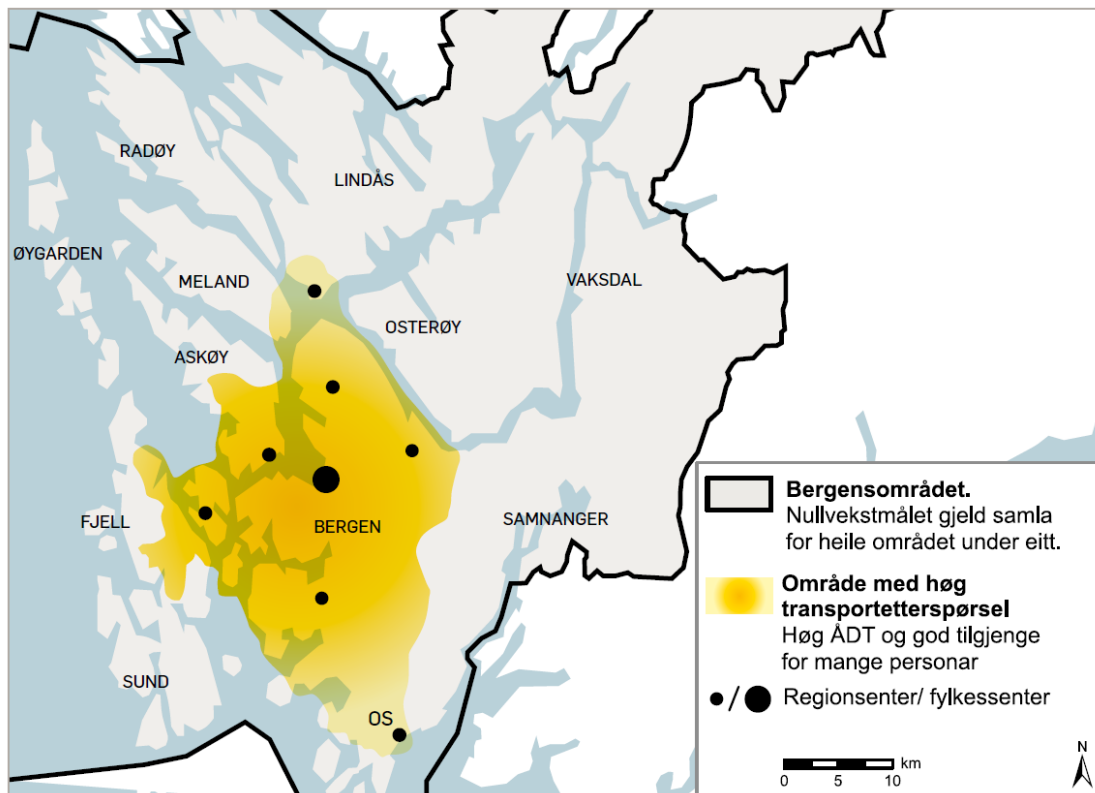 RADØY
LINDÅS
ØYGARDEN
MELAND
VAKSDAL
OSTERØY
ASKØY
FJELL
BERGEN
SAMNANGER
SUND
OS
Bergensområdet.
Nullvekstmålet gjeld samla
for heile området under eitt.
Område med høg
transportetterspørsel
Høg ÅDT og god tilgjenge
for mange personar
/ Regionsenter/ fylkessenter
km
0 5 10
N